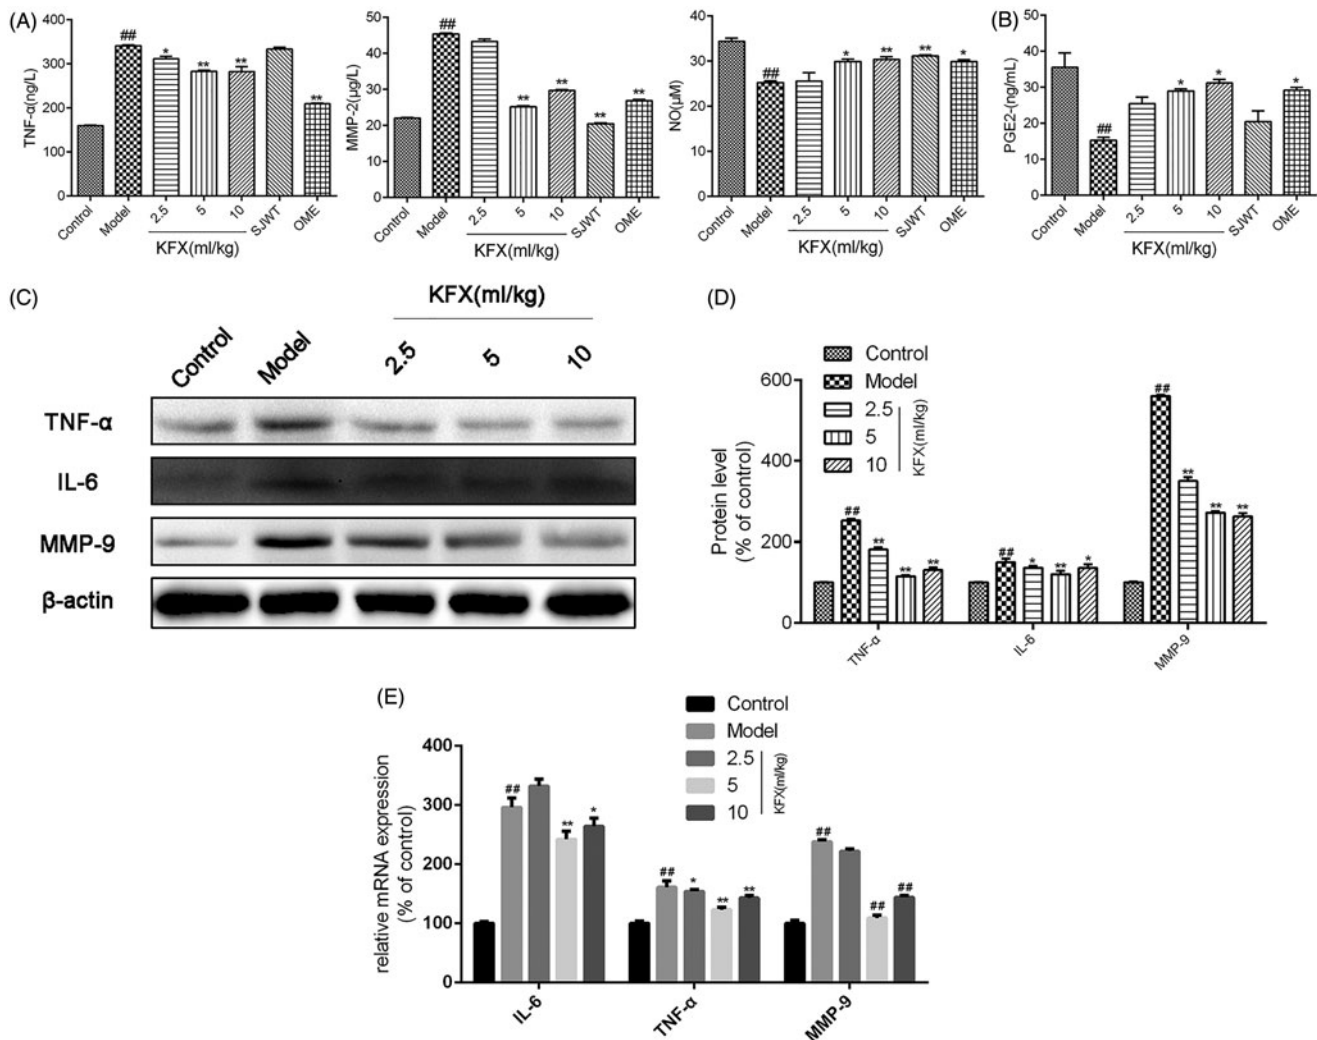 (A)
TNF-α(ng/L)
400
300
200
100
0
##
*
**
**
**
Control
Model
2.5
5
10
SJWT
OME
KFX(ml/kg)
MMP-2(µg/L)
50
40
30
20
10
0
##
**
**
**
**
Control
Model
2.5
5
10
SJWT
OME
KFX(ml/kg)
NO(µM)
40
30
20
10
0
##
*
**
**
*
Control
Model
2.5
5
10
SJWT
OME
KFX(ml/kg)
(B)
PGE2-(ng/mL)
50
40
30
20
10
0
##
*
*
*
Control
Model
2.5
5
10
SJWT
OME
KFX(ml/kg)
(C)
KFX(ml/kg)
Control
Model
2.5
5
10
TNF-α
IL-6
MMP-9
β-actin
(D)
Control
Model
2.5
5
10
KFX(ml/kg)
Protein level
(% of control)
600
400
200
0
##
**
**
**
##
*
**
*
##
**
**
**
TNF-α
IL-6
MMP-9
(E)
Control
Model
2.5
5
10
KFX(ml/kg)
relative mRNA expression
(% of control)
400
300
200
100
0
##
**
*
##
*
**
**
##
##
##
IL-6
TNF-α
MMP-9